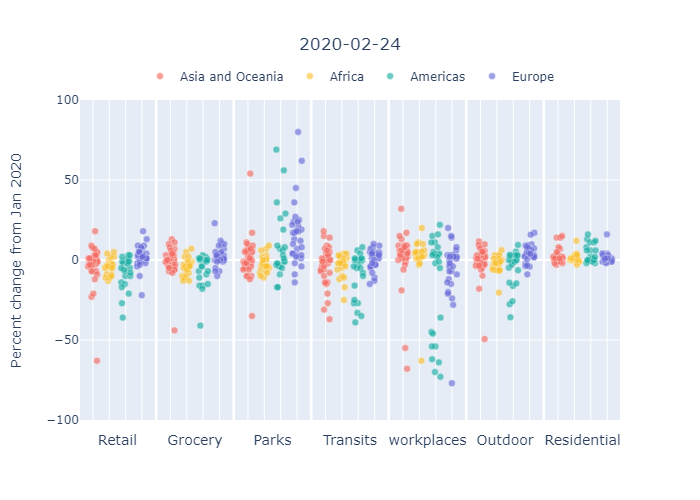 2020-02-24
Asia and Oceania Africa Americas Europe
Percent change from Jan 2020
100
50
0
−50
−100
Retail Grocery Parks Transits workplaces Outdoor Residential